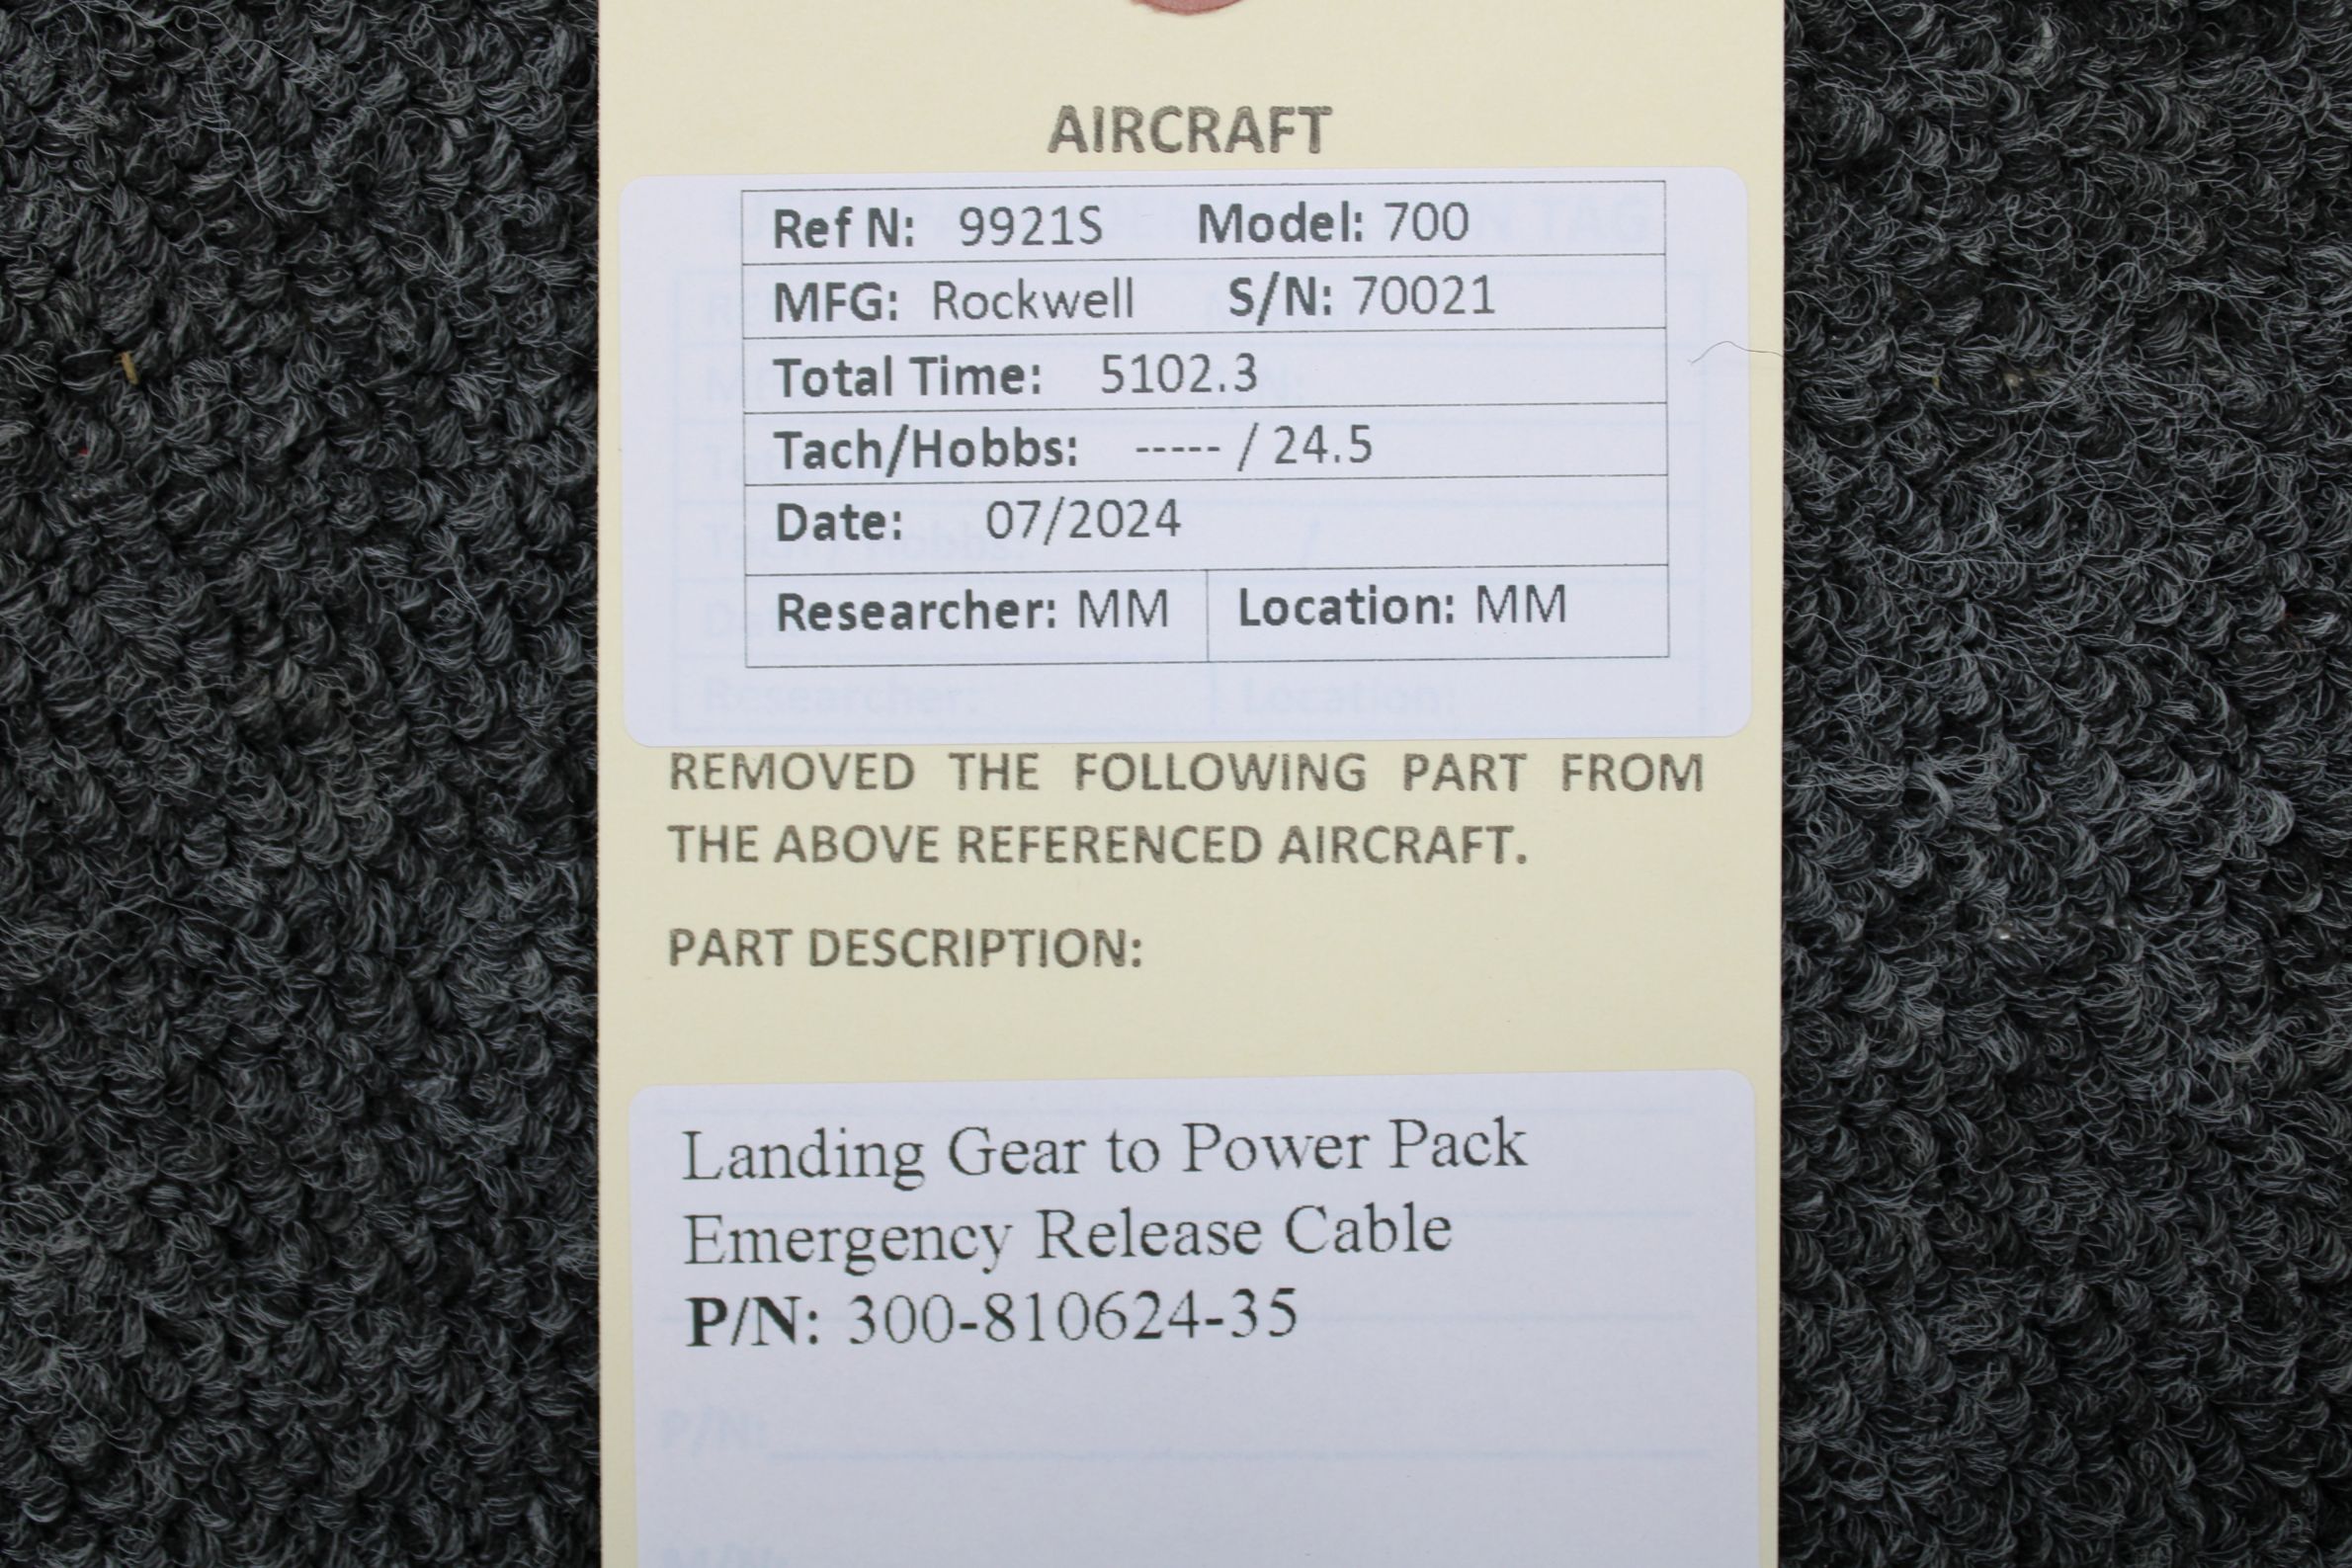 AIRCRAFT
Ref N: 9921S Model: 700
MFG: Rockwell S/N: 70021
Total Time: 5102.3
Tach/Hobbs: ----- / 24.5
Date: 07/2024
Researcher: MM Location: MM
Researcher: Location:
REMOVED THE FOLLOWING PART FROM
THE ABOVE REFERENCED AIRCRAFT.
PART DESCRIPTION:
Landing Gear to Power Pack
Emergency Release Cable
P/N: 300-810624-35
P/N:
M/N: